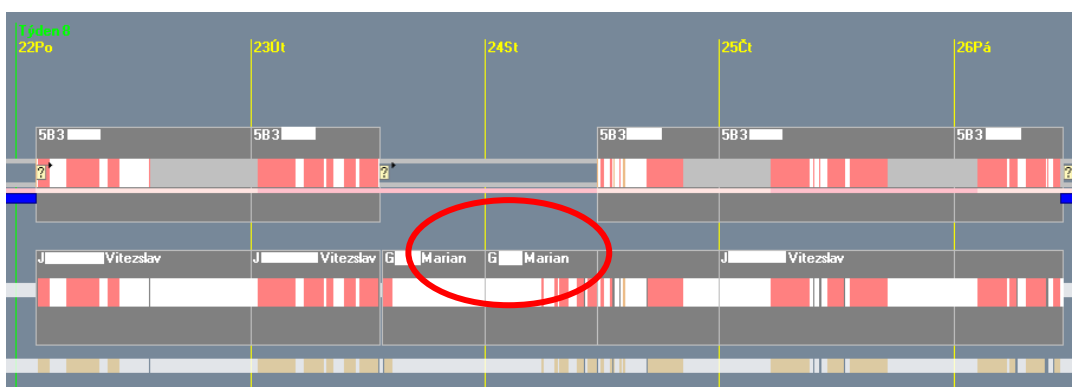 Týden 8
22Po 23Út 24St 25Čt 26Pá
5B3 5B3 5B3 5B3 5B3
? ? ?
J Vitezslav J Vitezslav G Marian G Marian J Vitezslav